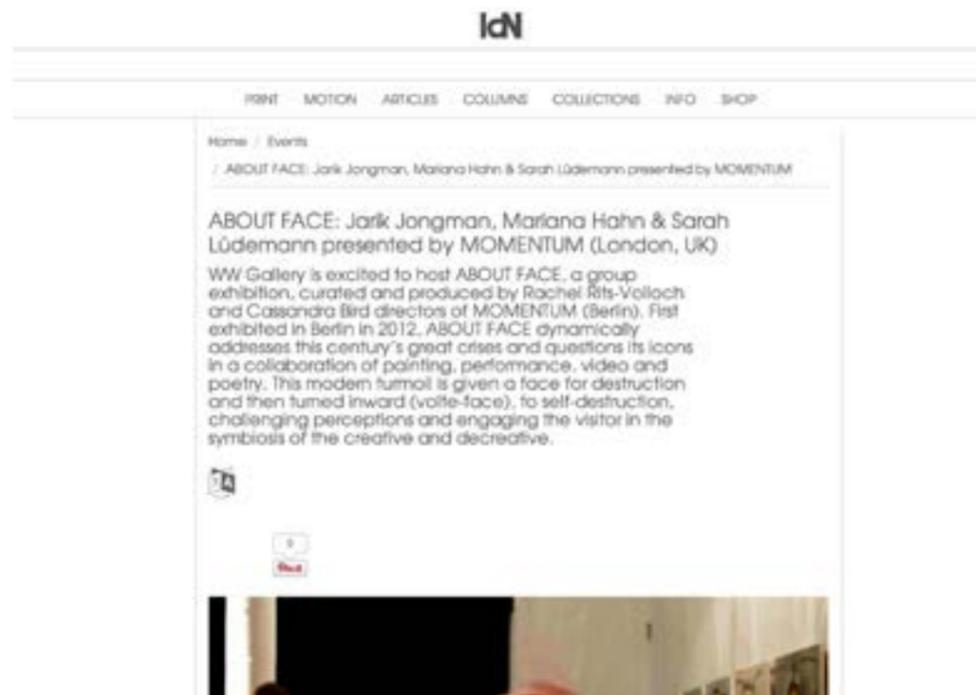 IdN
PRINT MOTION ARTICLES COLUMNS COLLECTIONS INFO SHOP
Home / Events
/ ABOUT FACE: Jarik Jongman, Mariana Hahn & Sarah Lüdemann presented by MOMENTUM
ABOUT FACE: Jarik Jongman, Mariana Hahn & Sarah
Lüdemann presented by MOMENTUM (London, UK)
WW Gallery is excited to host ABOUT FACE, a group
exhibition, curated and produced by Rachel Rits-Volloch
and Cassandra Bird directors of MOMENTUM (Berlin). First
exhibited in Berlin in 2012, ABOUT FACE dynamically
addresses this century's great crises and questions its icons
in a collaboration of painting, performance, video and
poetry. This modern turmoil is given a face for destruction
and then turned inward (volte-face), to self-destruction,
challenging perceptions and engaging the visitor in the
symbiosis of the creative and decreative.
A
0
Pin it